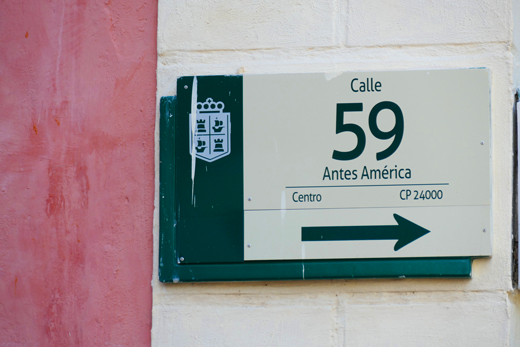 Calle
59
Antes América
Centro CP 24000